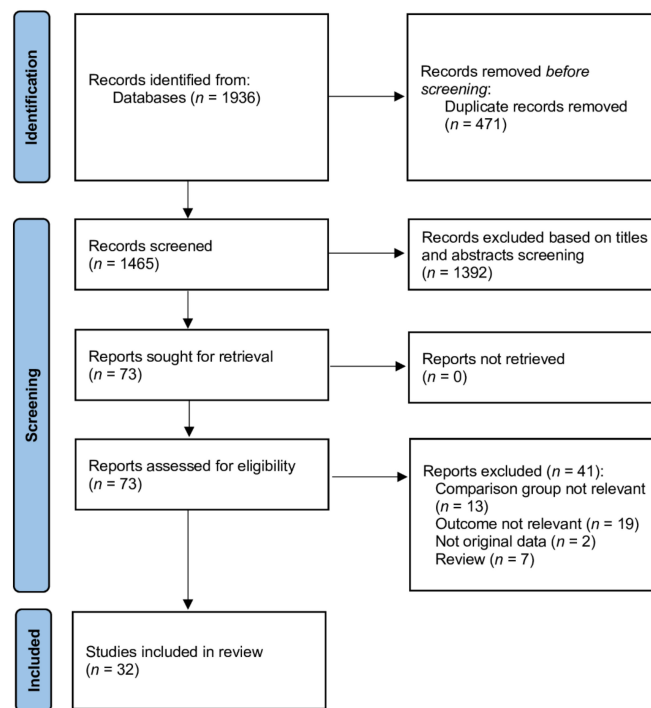 Identification
Records identified from:
Databases (n = 1936)
Records removed before
screening:
Duplicate records removed
(n = 471)
Screening
Records screened
(n = 1465)
Records excluded based on titles
and abstracts screening
(n = 1392)
Reports sought for retrieval
(n = 73)
Reports not retrieved
(n = 0)
Reports assessed for eligibility
(n = 73)
Reports excluded (n = 41):
Comparison group not relevant
(n = 13)
Outcome not relevant (n = 19)
Not original data (n = 2)
Review (n = 7)
Included
Studies included in review
(n = 32)